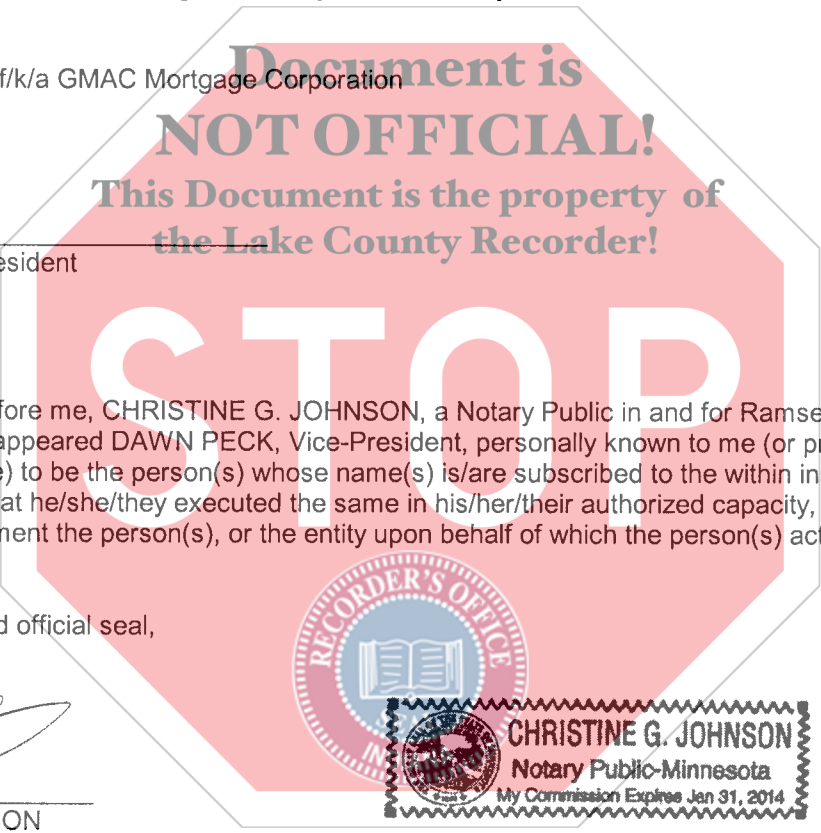 Document is
f/k/a GMAC Mortgage Corporation
NOT OFFICIAL!
This Document is the property of
the Lake County Recorder!
esident
STOP
fore me, CHRISTINE G. JOHNSON, a Notary Public in and for Ramse
appeared DAWN PECK, Vice-President, personally known to me (or pr
e) to be the person(s) whose name(s) is/are subscribed to the within in
at he/she/they executed the same in his/her/their authorized capacity,
ment the person(s), or the entity upon behalf of which the person(s) act
RECORDER'S OFFICE
d official seal,
SEAL
CHRISTINE G. JOHNSON
Notary Public-Minnesota
My Commission Expires Jan 31, 2014
ON